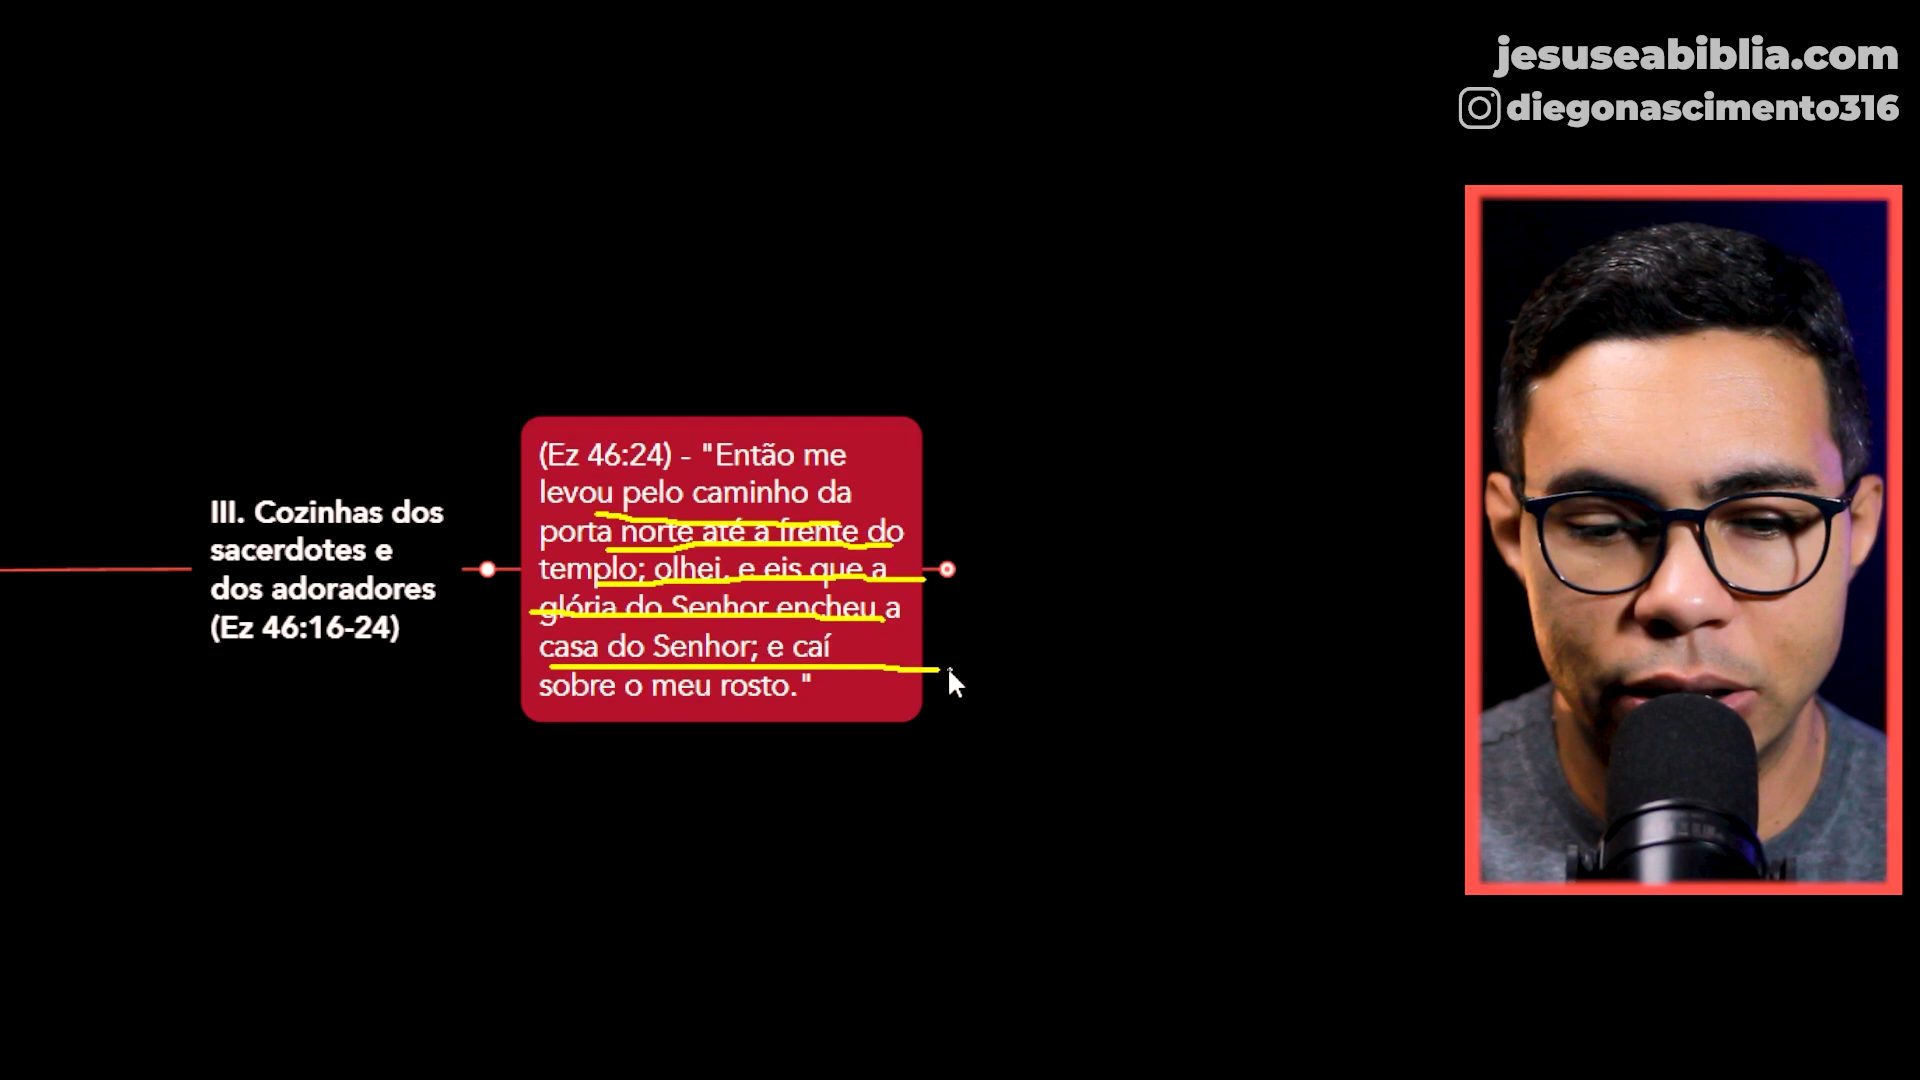 jesuseabiblia.com
diegonascimento316
III. Cozinhas dos
sacerdotes e
dos adoradores
(Ez 46:16-24)
(Ez 46:24) - "Então me
levou pelo caminho da
porta norte até a frente do
templo; olhei, e eis que a
glória do Senhor encheu a
casa do Senhor; e caí
sobre o meu rosto."